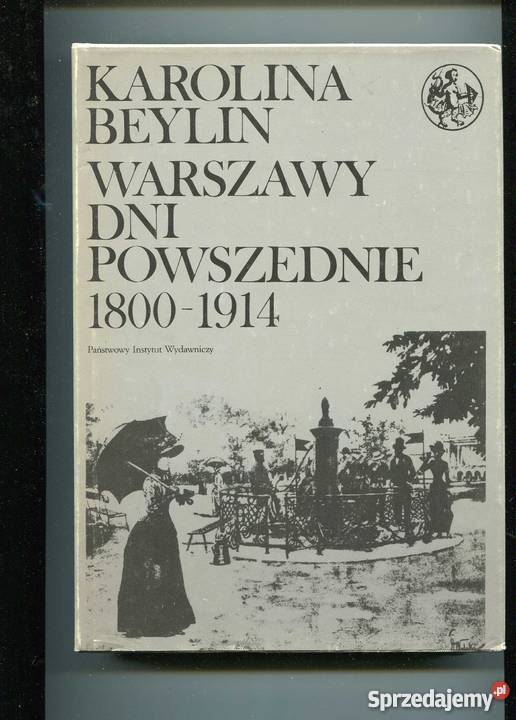 KAROLINA
BEYLIN
WARSZAWY
DNI
POWSZEDNIE
1800-1914
Państwowy Instytut Wydawniczy
Sprzedajemy.pl